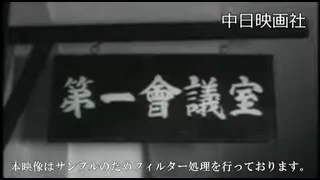 中日映画社
第一會議室
本映像はサンプルのためフィルター処理を行っております。